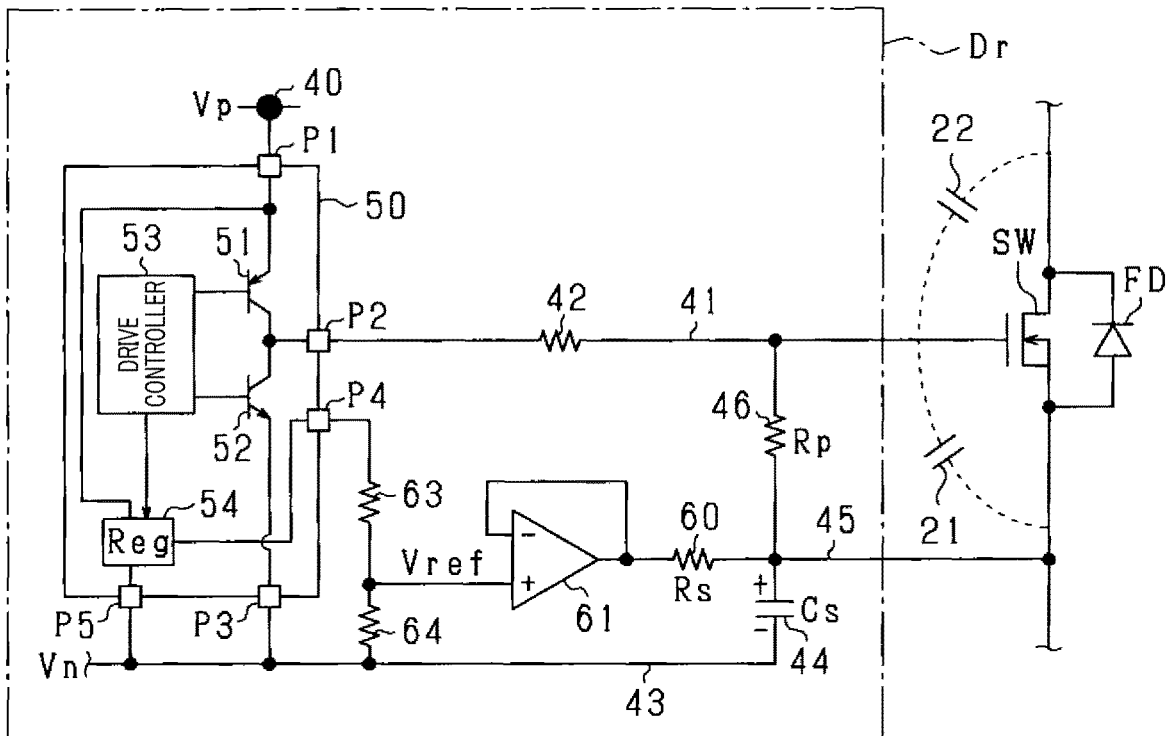 Dr
40
Vp
P1
22
50
51
53
SW
FD
DRIVE
CONTROLLER
P2
42
41
P4
46
Rp
52
63
54
60
45
21
Reg
Vref
-
+
61
Rs
+
Cs
-
44
P5
P3
64
Vn
43